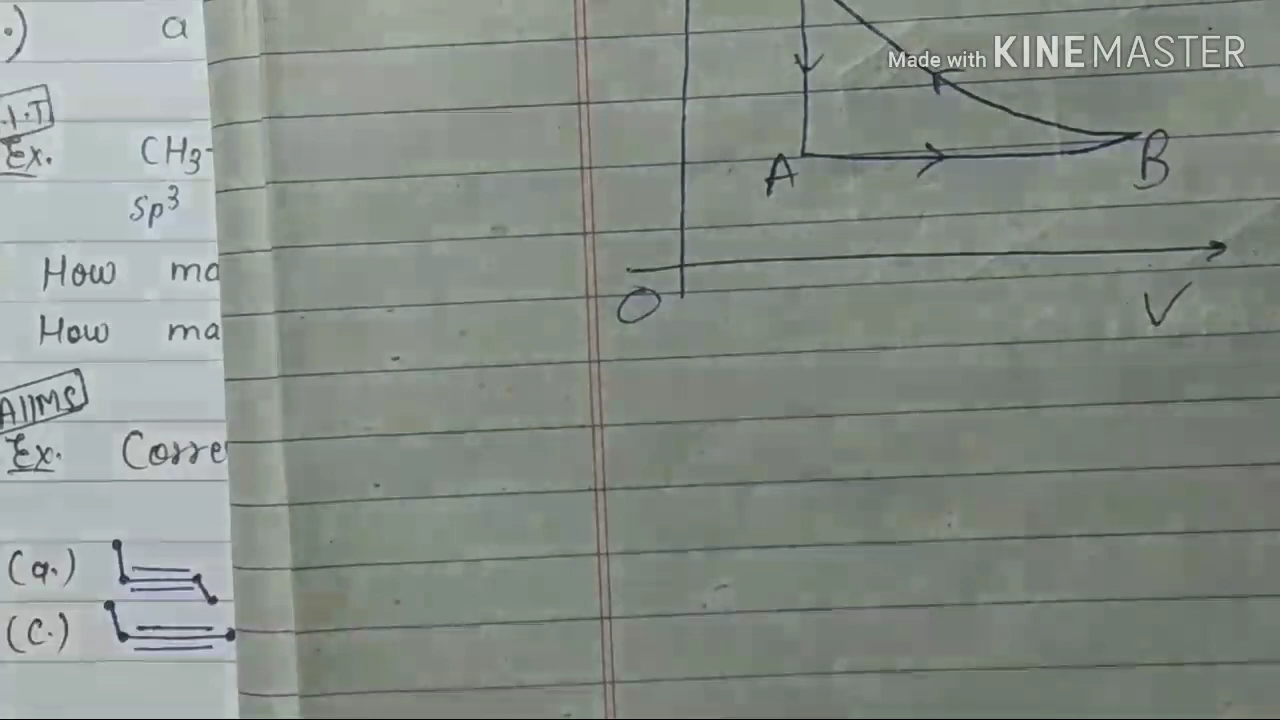 a
Made with KINEMASTER
I.T
Ex. CH3-
sp³
A
B
How ma
How ma
O
V
AIIMS
Ex. Corre
(a.)
(c.)